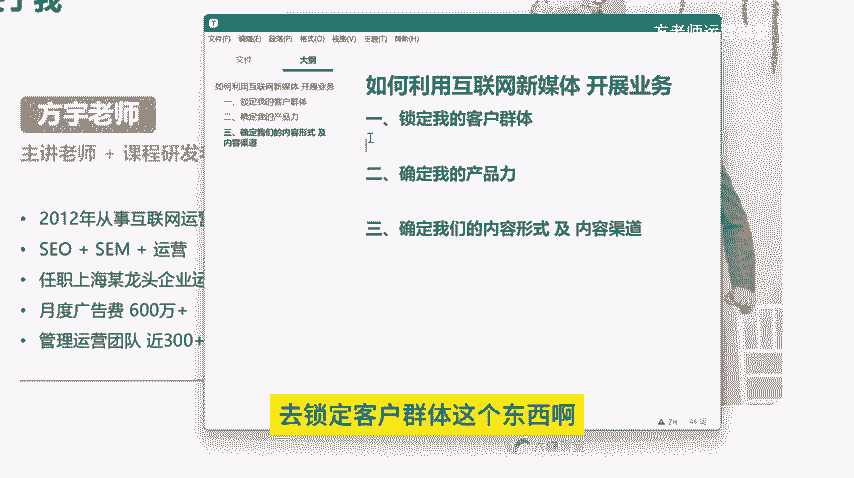 方宇老师
主讲老师 + 课程研发
• 2012年从事互联网运营
• SEO + SEM + 运营
• 任职上海某龙头企业运
• 月度广告费 600万+
• 管理运营团队 近300+
方老师运
文件(F) 编辑(E) 段落(P) 格式(O) 视图(V) 主题(T) 帮助(H)
文件 大纲
如何利用互联网新媒体 开展业务
一、锁定我的客户群体
二、确定我的产品力
三、确定我们的内容形式 及
内容渠道
如何利用互联网新媒体 开展业务
一、锁定我的客户群体
二、确定我的产品力
三、确定我们的内容形式 及 内容渠道
去锁定客户群体这个东西啊